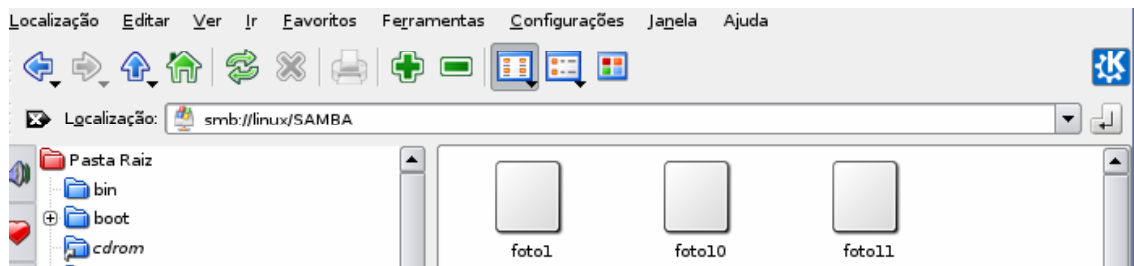 Localização Editar Ver Ir Favoritos Ferramentas Configurações Janela Ajuda
Localização: smb://linux/SAMBA
Pasta Raiz
bin
boot
cdrom
foto1 foto10 foto11